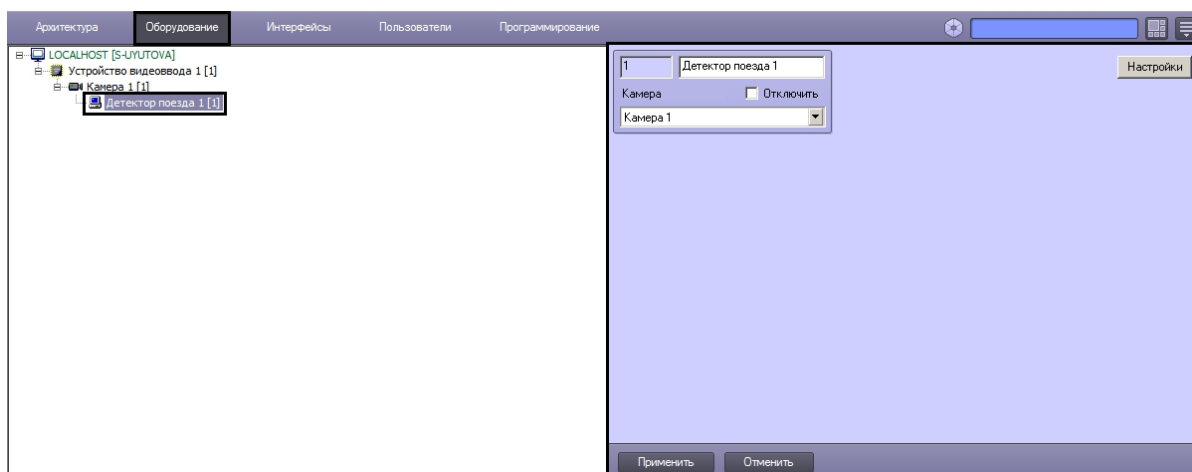 Архитектура Оборудование Интерфейсы Пользователи Программирование
LOCALHOST [S-UYUTOVA]
Устройство видеоввода 1 [1]
Камера 1 [1]
Детектор поезда 1 [1]
1 Детектор поезда 1 Настройки
Камера Отключить
Камера 1
Применить Отменить